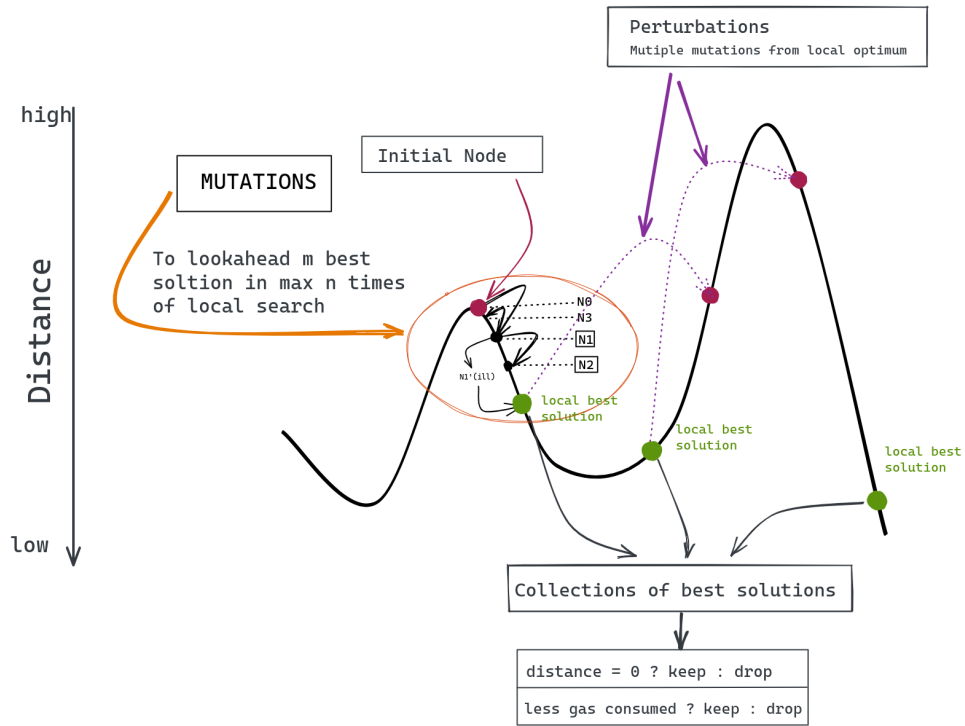 Perturbations
Mutiple mutations from local optimum
high
Initial Node
MUTATIONS
To lookahead m best
soltion in max n times
of local search
Distance
N0
N3
N1
N2
N1'(ill)
local best
solution
local best
solution
local best
solution
low
Collections of best solutions
distance = 0 ? keep : drop
less gas consumed ? keep : drop